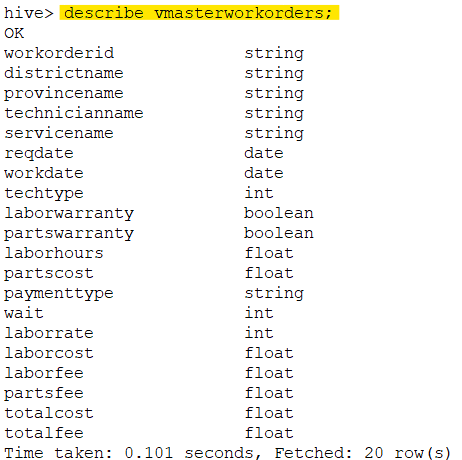 hive> describe vmasterworkorders;
OK
workorderid string
districtname string
provincename string
technicianname string
servicename string
reqdate date
workdate date
techtype int
laborwarranty boolean
partswarranty boolean
laborhours float
partscost float
paymenttype string
wait int
laborrate int
laborcost float
laborfee float
partsfee float
totalcost float
totalfee float
Time taken: 0.101 seconds, Fetched: 20 row(s)